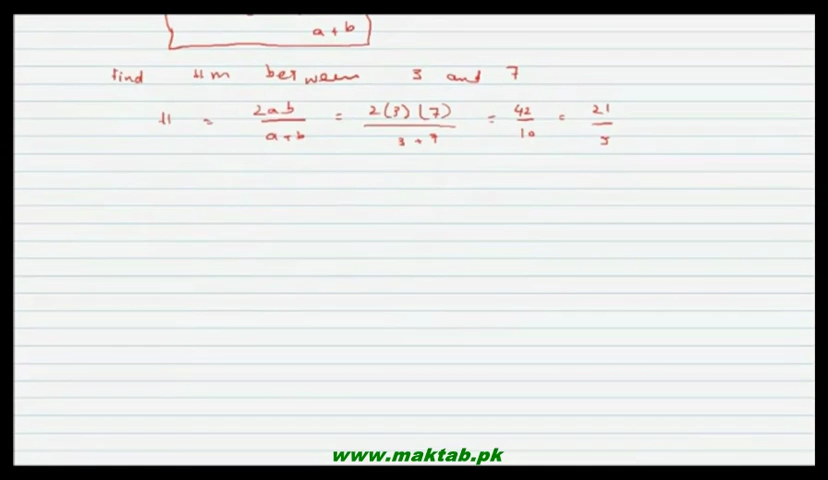 a + b
find HM between 3 and 7
H = 2ab / a+b = 2(3)(7) / 3+7 = 42/10 = 21/5
www.maktab.pk